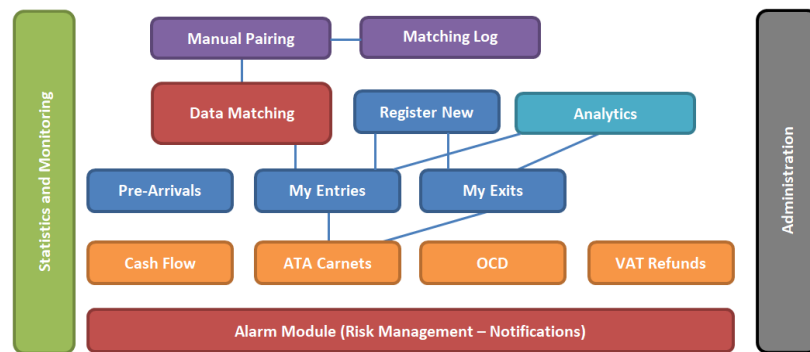 Statistics and Monitoring
Manual Pairing
Matching Log
Data Matching
Register New
Analytics
Pre-Arrivals
My Entries
My Exits
Cash Flow
ATA Carnets
OCD
VAT Refunds
Alarm Module (Risk Management – Notifications)
Administration